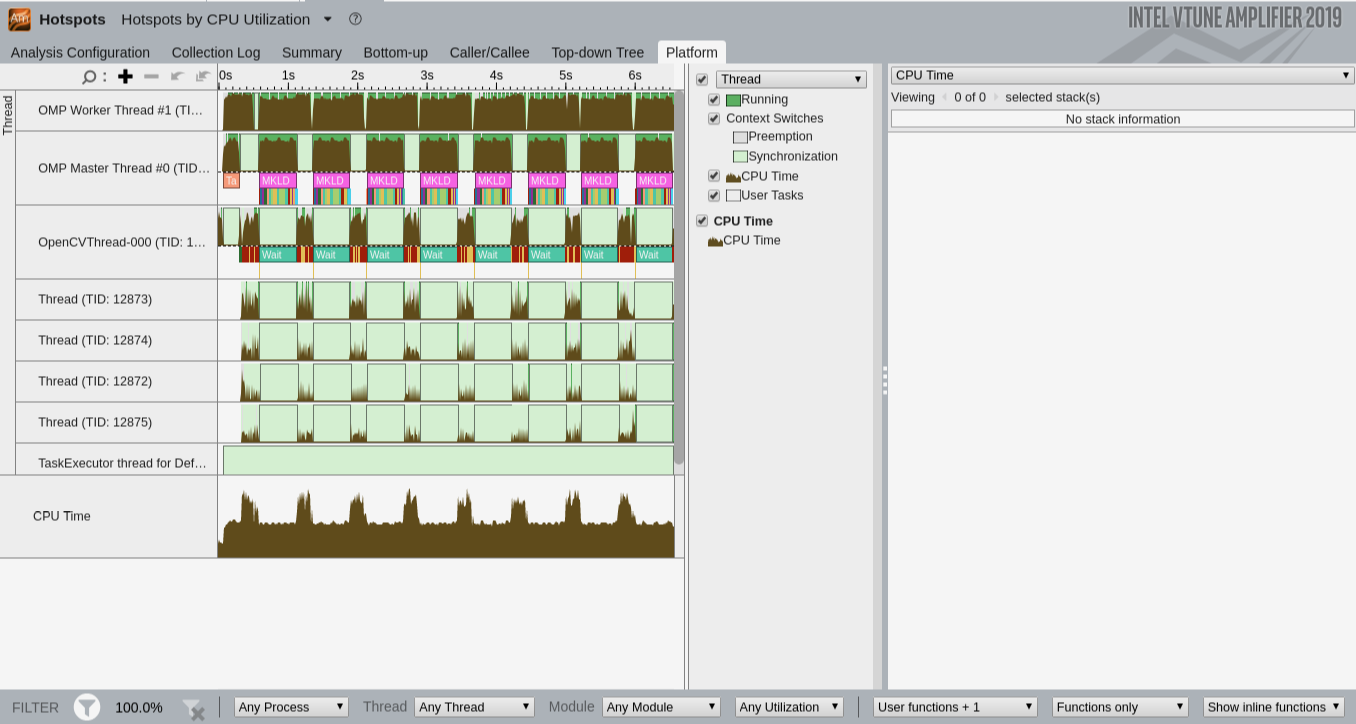 Hotspots Hotspots by CPU Utilization
INTEL VTUNE AMPLIFIER 2019
Analysis Configuration Collection Log Summary Bottom-up Caller/Callee Top-down Tree Platform
0s 1s 2s 3s 4s 5s 6s
Thread
OMP Worker Thread #1 (TI...
OMP Master Thread #0 (TID...
Ta MKLD MKLD MKLD MKLD MKLD MKLD MKLD MKLD
OpenCVThread-000 (TID: 1...
Wait Wait Wait Wait Wait Wait Wait Wait
Thread (TID: 12873)
Thread (TID: 12874)
Thread (TID: 12872)
Thread (TID: 12875)
TaskExecutor thread for Def...
CPU Time
Thread
Running
Context Switches
Preemption
Synchronization
CPU Time
User Tasks
CPU Time
CPU Time
CPU Time
Viewing 0 of 0 selected stack(s)
No stack information
FILTER 100.0% Any Process Thread Any Thread Module Any Module Any Utilization User functions + 1 Functions only Show inline functions